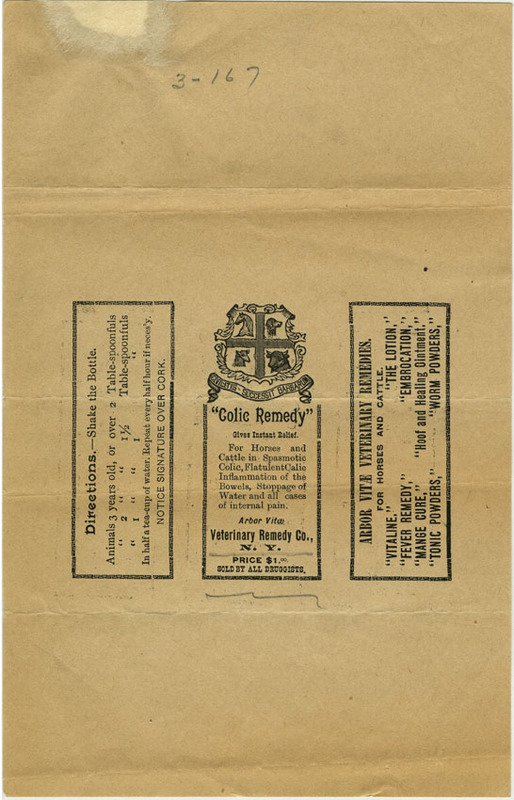 3-167
Directions.—Shake the Bottle.
Animals 3 years old, or over 2 Table-spoonfuls
" 2 " " 1½ Table-spoonfuls
" 1 " " 1 "
In half a tea-cup of water. Repeat every half hour if neces'y.
NOTICE SIGNATURE OVER CORK.
SUCCESSIT BARBARUM
"Colic Remedy"
Gives Instant Relief.
For Horses and
Cattle in Spasmotic
Colic, Flatulent Calic
Inflammation of the
Bowels, Stoppage of
Water and all cases
of internal pain.
Arbor Vitæ
Veterinary Remedy Co.,
N. Y.
PRICE $1.00.
SOLD BY ALL DRUGGISTS.
ARBOR VITÆ VETERINARY REMEDIES.
FOR HORSES AND CATTLE.
"VITALINE." "THE LOTION,"
"FEVER REMEDY," "EMBROCATION,"
"MANGE CURE," "Hoof and Healing Ointment,"
"TONIC POWDERS," "WORM POWDERS,"